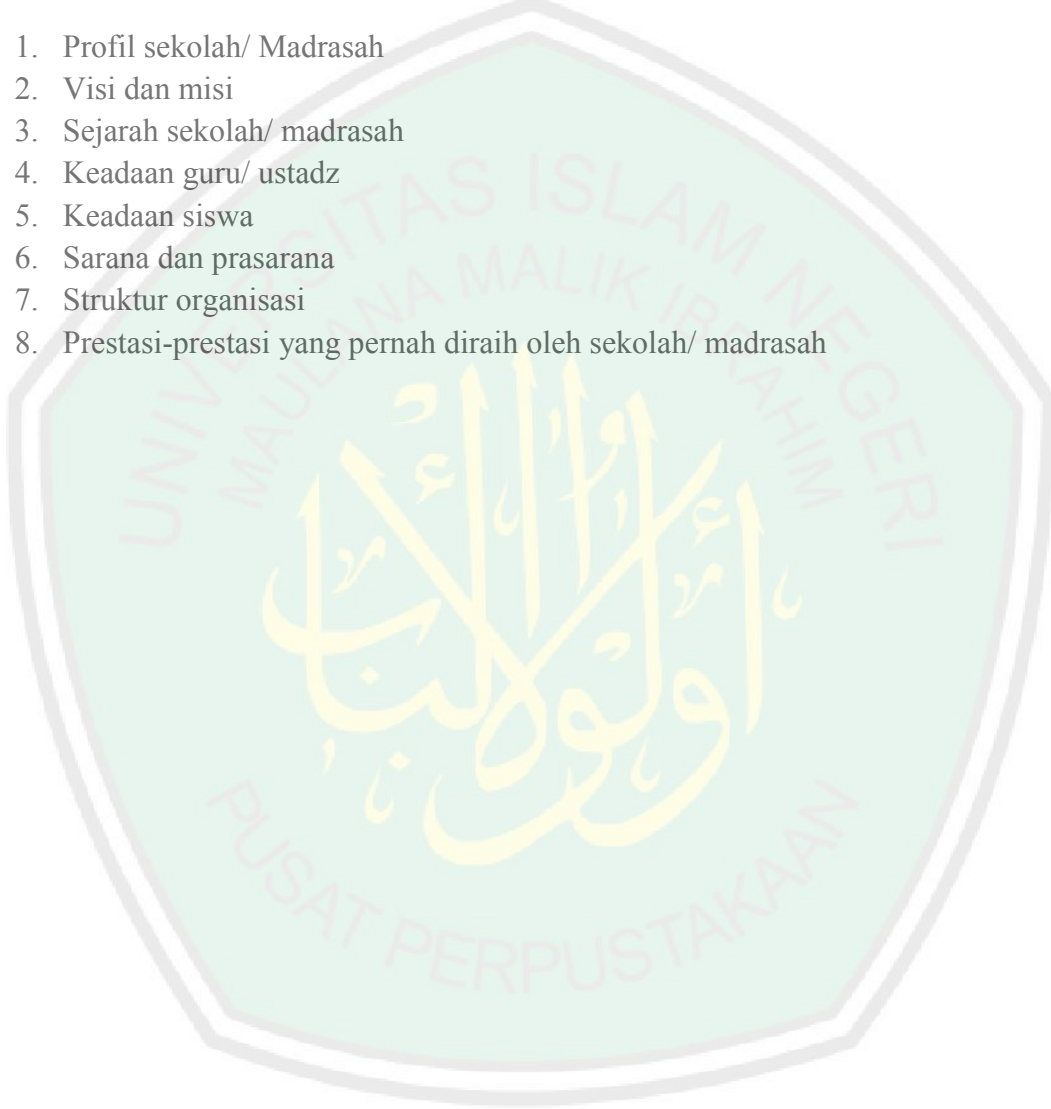 1. Profil sekolah/ Madrasah
2. Visi dan misi
3. Sejarah sekolah/ madrasah
4. Keadaan guru/ ustadz
5. Keadaan siswa
6. Sarana dan prasarana
7. Struktur organisasi
8. Prestasi-prestasi yang pernah diraih oleh sekolah/ madrasah
UNIVERSITAS ISLAM NEGERI
MAULANA MALIK IBRAHIM
أولوا الألباب
PUSAT PERPUSTAKAAN